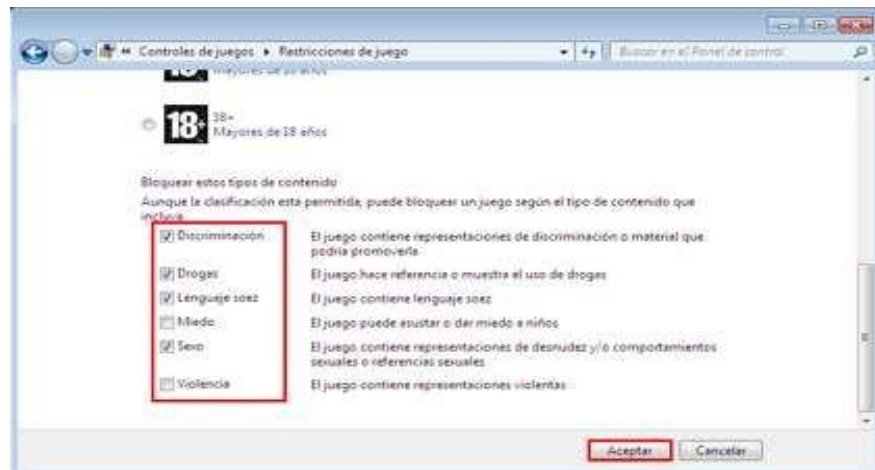 Controles de juegos ▸ Restricciones de juego
Buscar en el Panel de control
18+
18+
Mayores de 18 años
Bloquear estos tipos de contenido
Aunque la clasificación está permitida, puede bloquear un juego según el tipo de contenido que
incluya.
Discriminación El juego contiene representaciones de discriminación o material que
podría promoverla
Drogas El juego hace referencia o muestra el uso de drogas
Lenguaje soez El juego contiene lenguaje soez
Miedo El juego puede asustar o dar miedo a niños
Sexo El juego contiene representaciones de desnudez y/o comportamientos
sexuales o referencias sexuales
Violencia El juego contiene representaciones violentas
Aceptar Cancelar